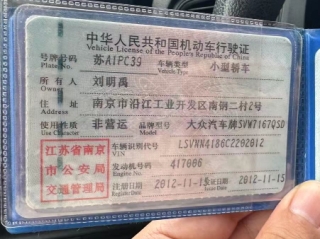 中华人民共和国机动车行驶证
Vehicle License of the People's Republic of China
号牌号码 苏A1PC39 车辆类型 小型轿车
Plate No. Vehicle Type
所有人 刘明禹
Owner
住址 南京市沿江工业开发区南钢二村2号
Address
使用性质 非营运 品牌型号 大众汽车牌SVW7167QSD
Use Character Model
江苏省南京
市公安局
交通管理局
车辆识别代号 LSVNN4186C2202012
VIN
发动机号码 417006
Engine No.
注册日期 2012-11-15 发证日期 2012-11-15
Register Date Issue Date